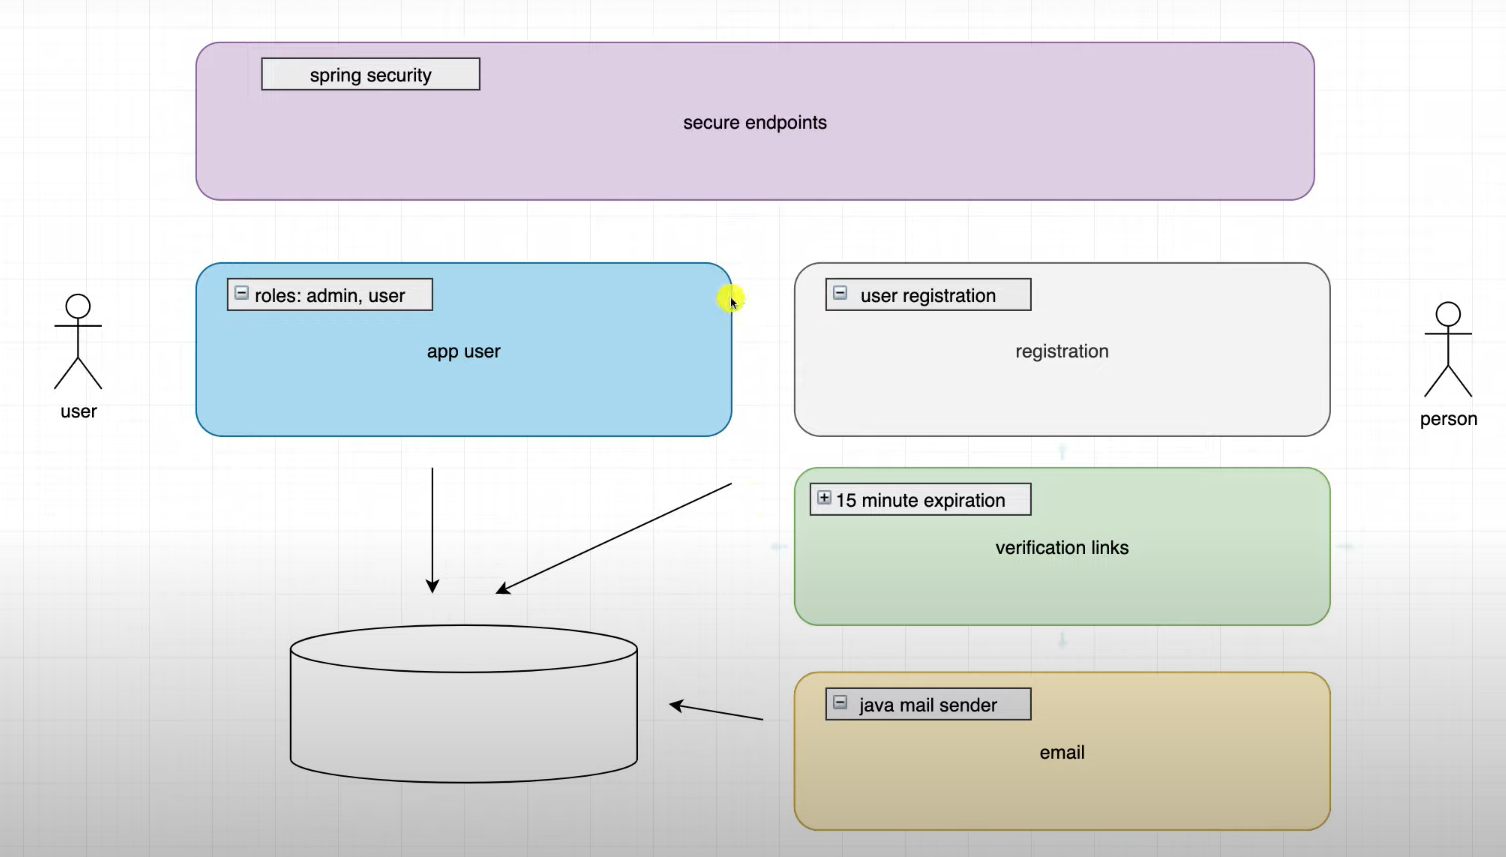 spring security
secure endpoints
roles: admin, user
app user
user
user registration
registration
person
15 minute expiration
verification links
java mail sender
email